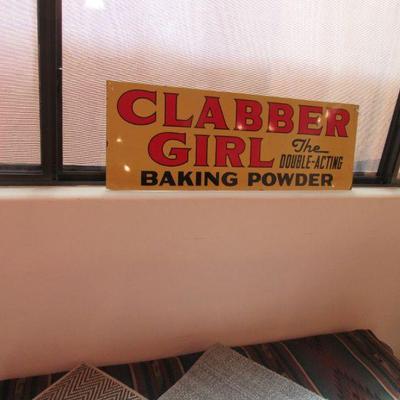 CLABBER
GIRL The
DOUBLE-ACTING
BAKING POWDER